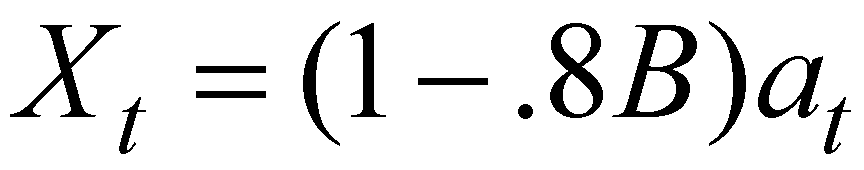 X_t = (1 − .8B)a_t